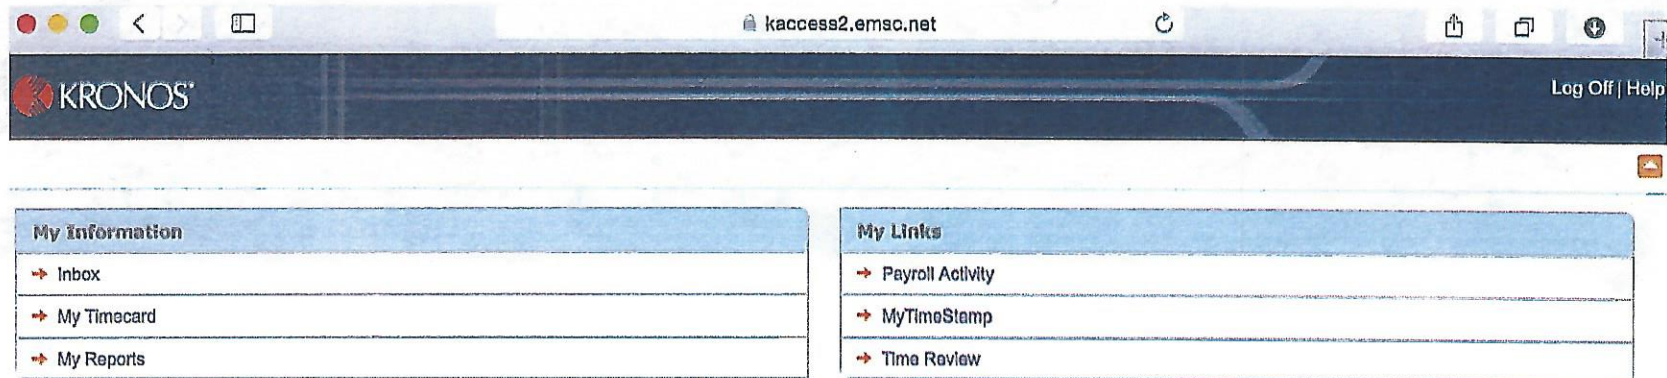 kaccess2.emsc.net
KRONOS
Log Off | Help
My Information
Inbox
My Timecard
My Reports
My Links
Payroll Activity
MyTimeStamp
Time Review